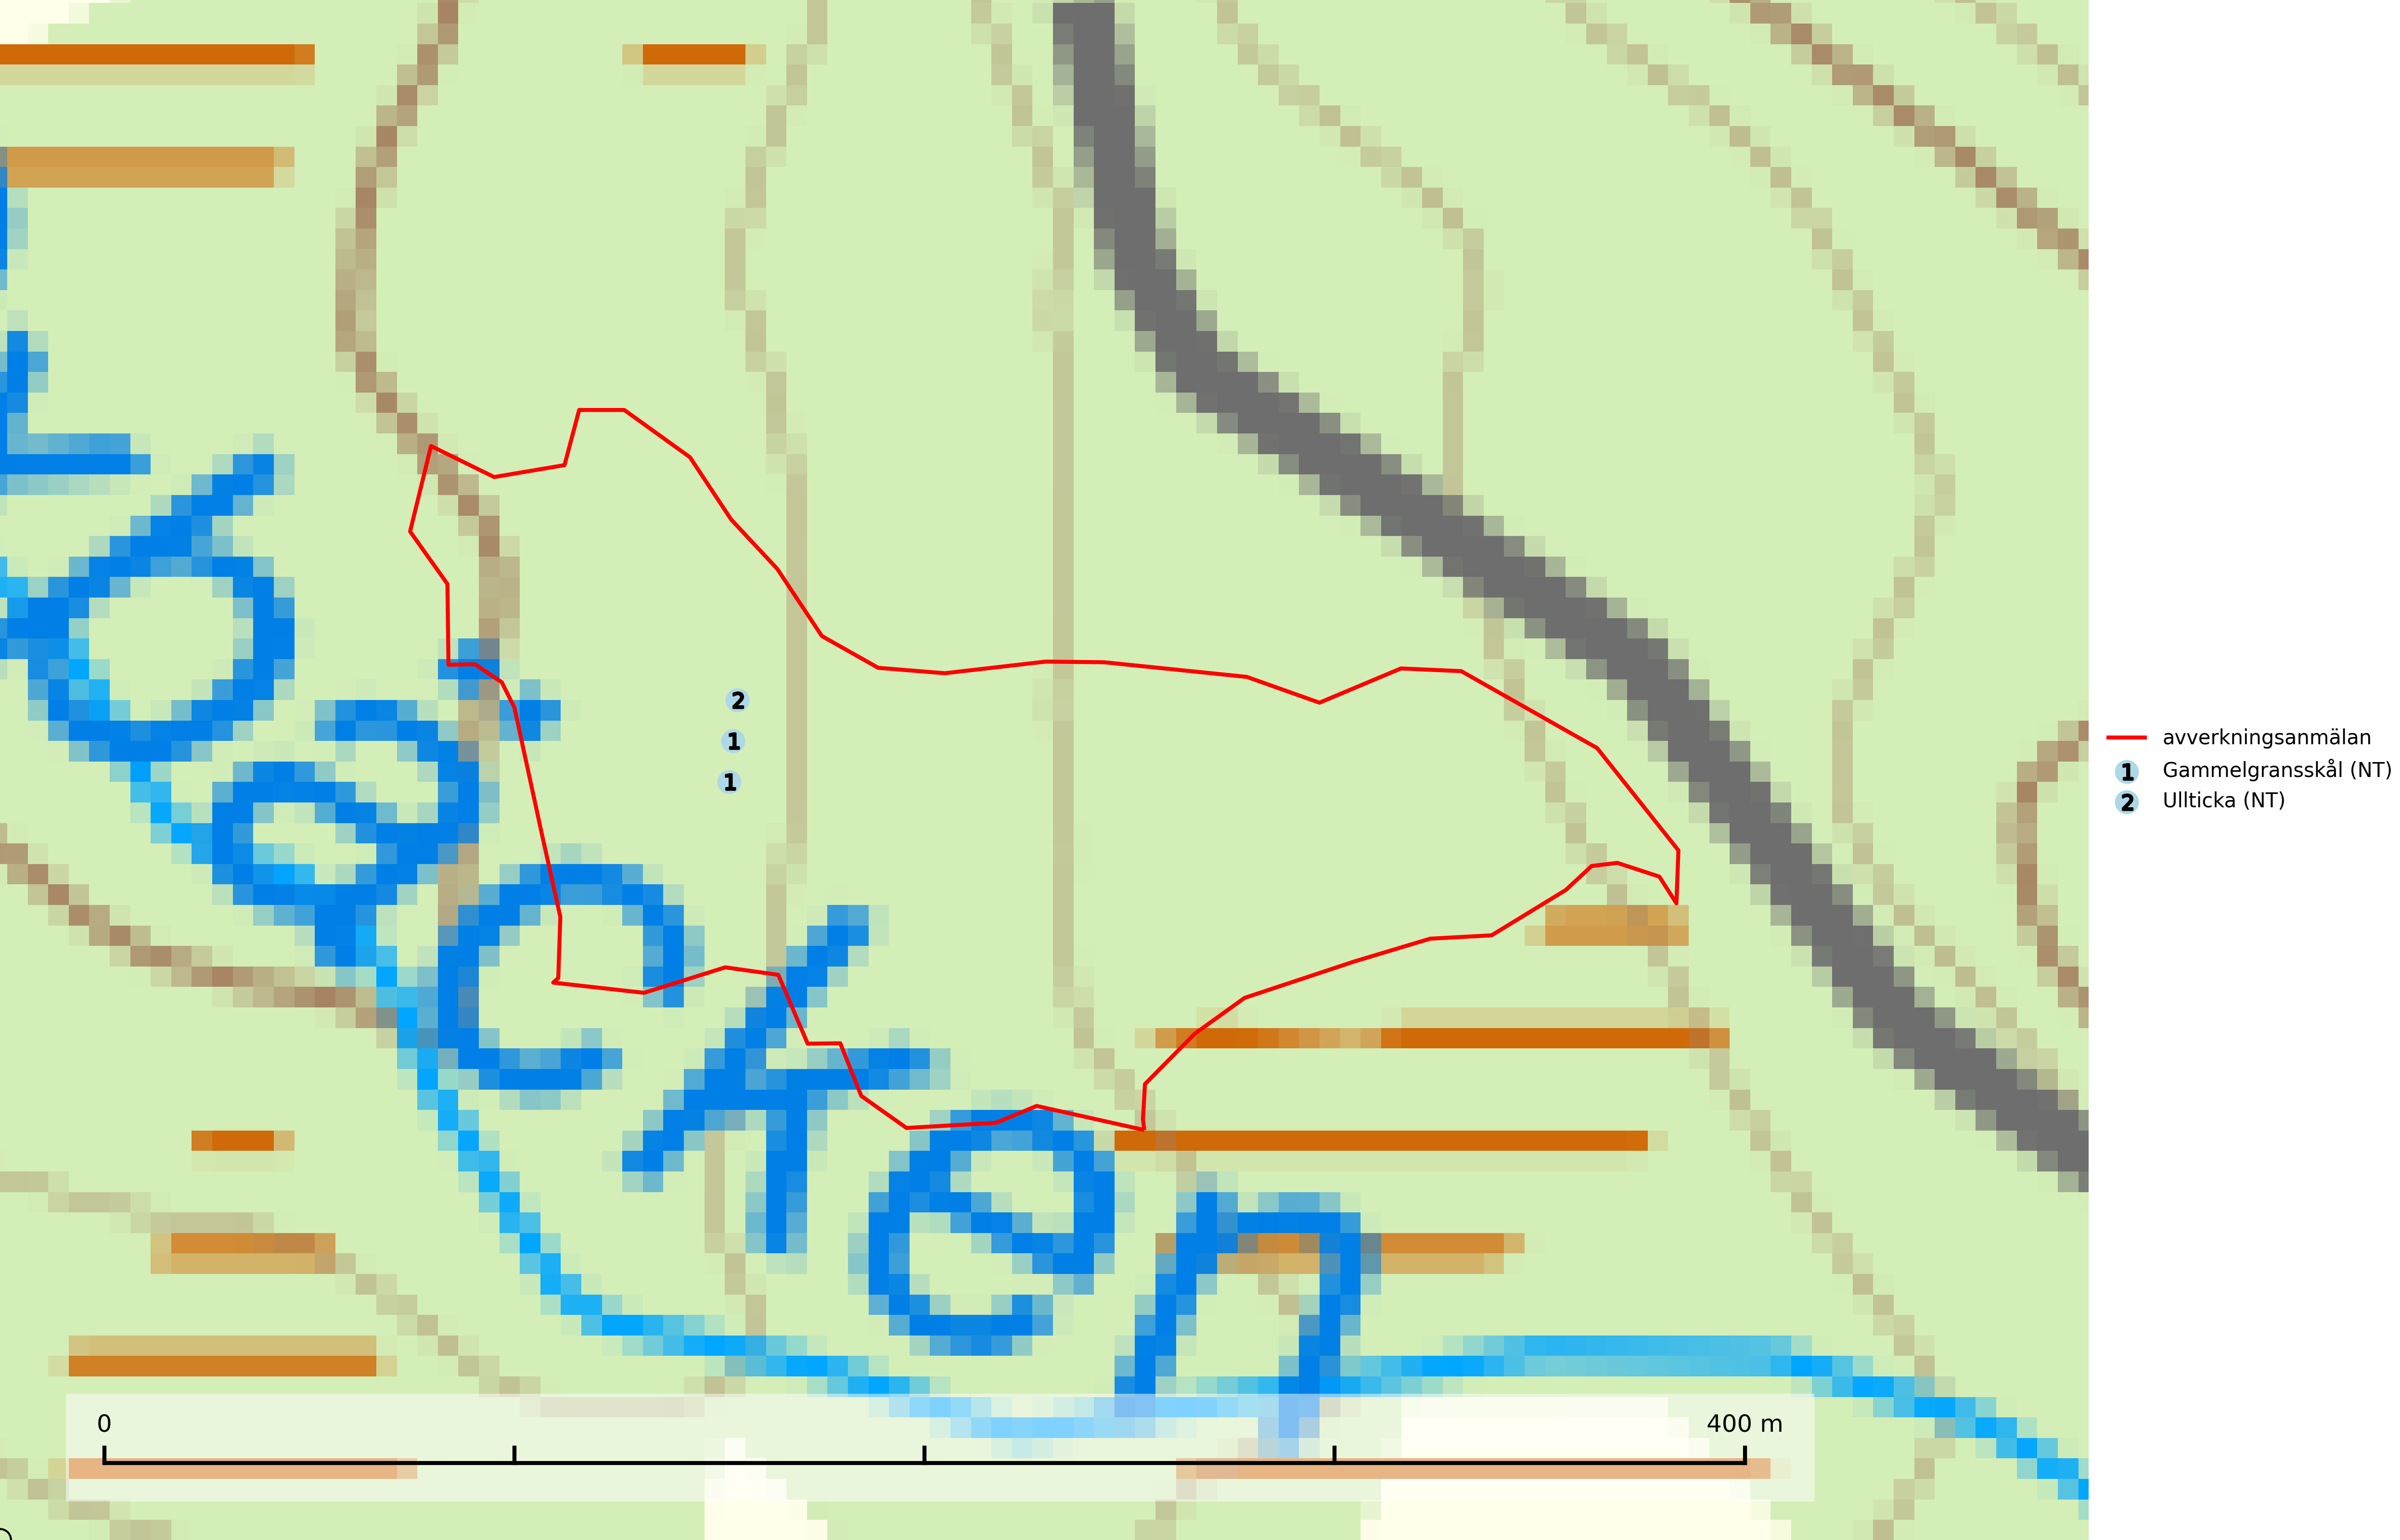 2
1
1
avverkningsanmälan
1 Gammelgransskål (NT)
2 Ullticka (NT)
0 400 m